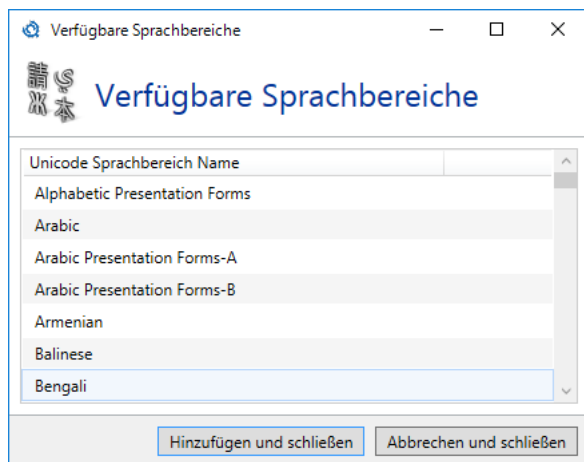 Verfügbare Sprachbereiche
Verfügbare Sprachbereiche
Unicode Sprachbereich Name
Alphabetic Presentation Forms
Arabic
Arabic Presentation Forms-A
Arabic Presentation Forms-B
Armenian
Balinese
Bengali
Hinzufügen und schließen
Abbrechen und schließen